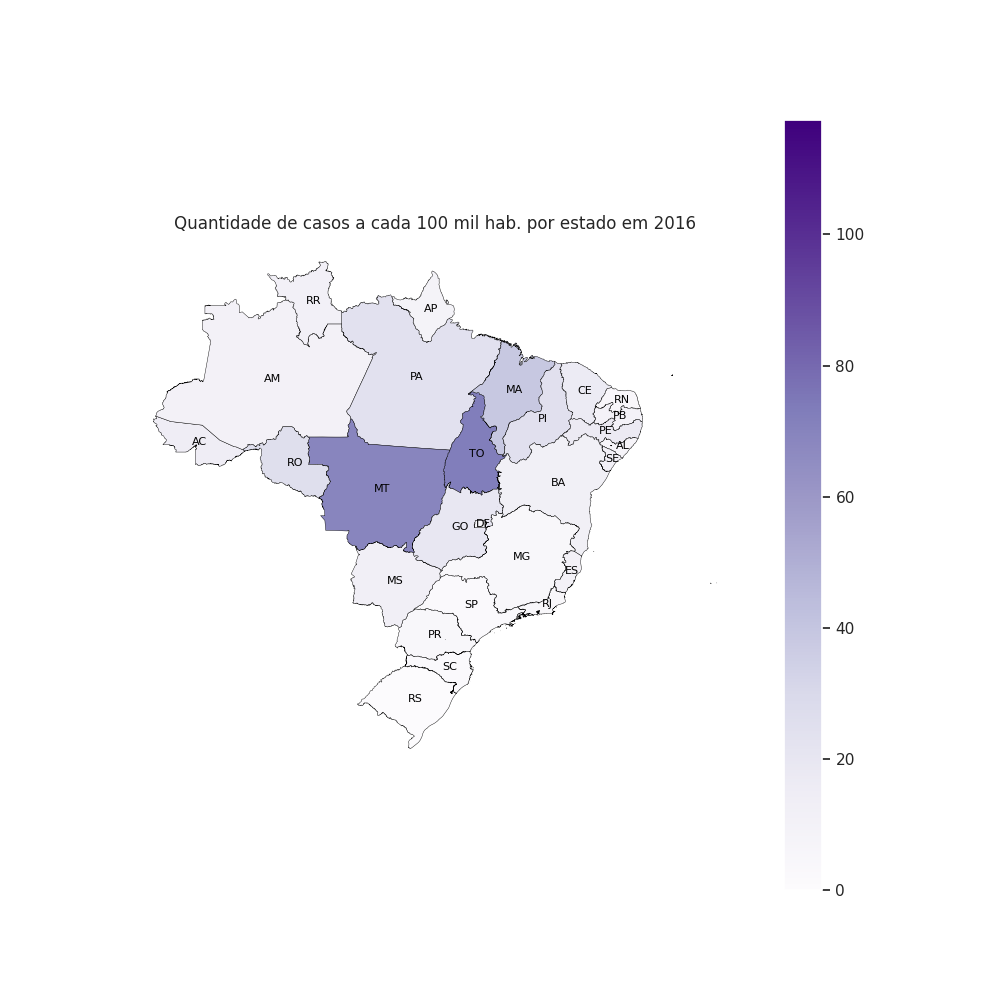 Quantidade de casos a cada 100 mil hab. por estado em 2016
RR
AP
AM
PA
MA
CE
RN
PI
PB
PE
AC
AL
TO
SE
RO
BA
MT
GO
DF
MG
ES
MS
SP
RJ
PR
SC
RS
100
80
60
40
20
0